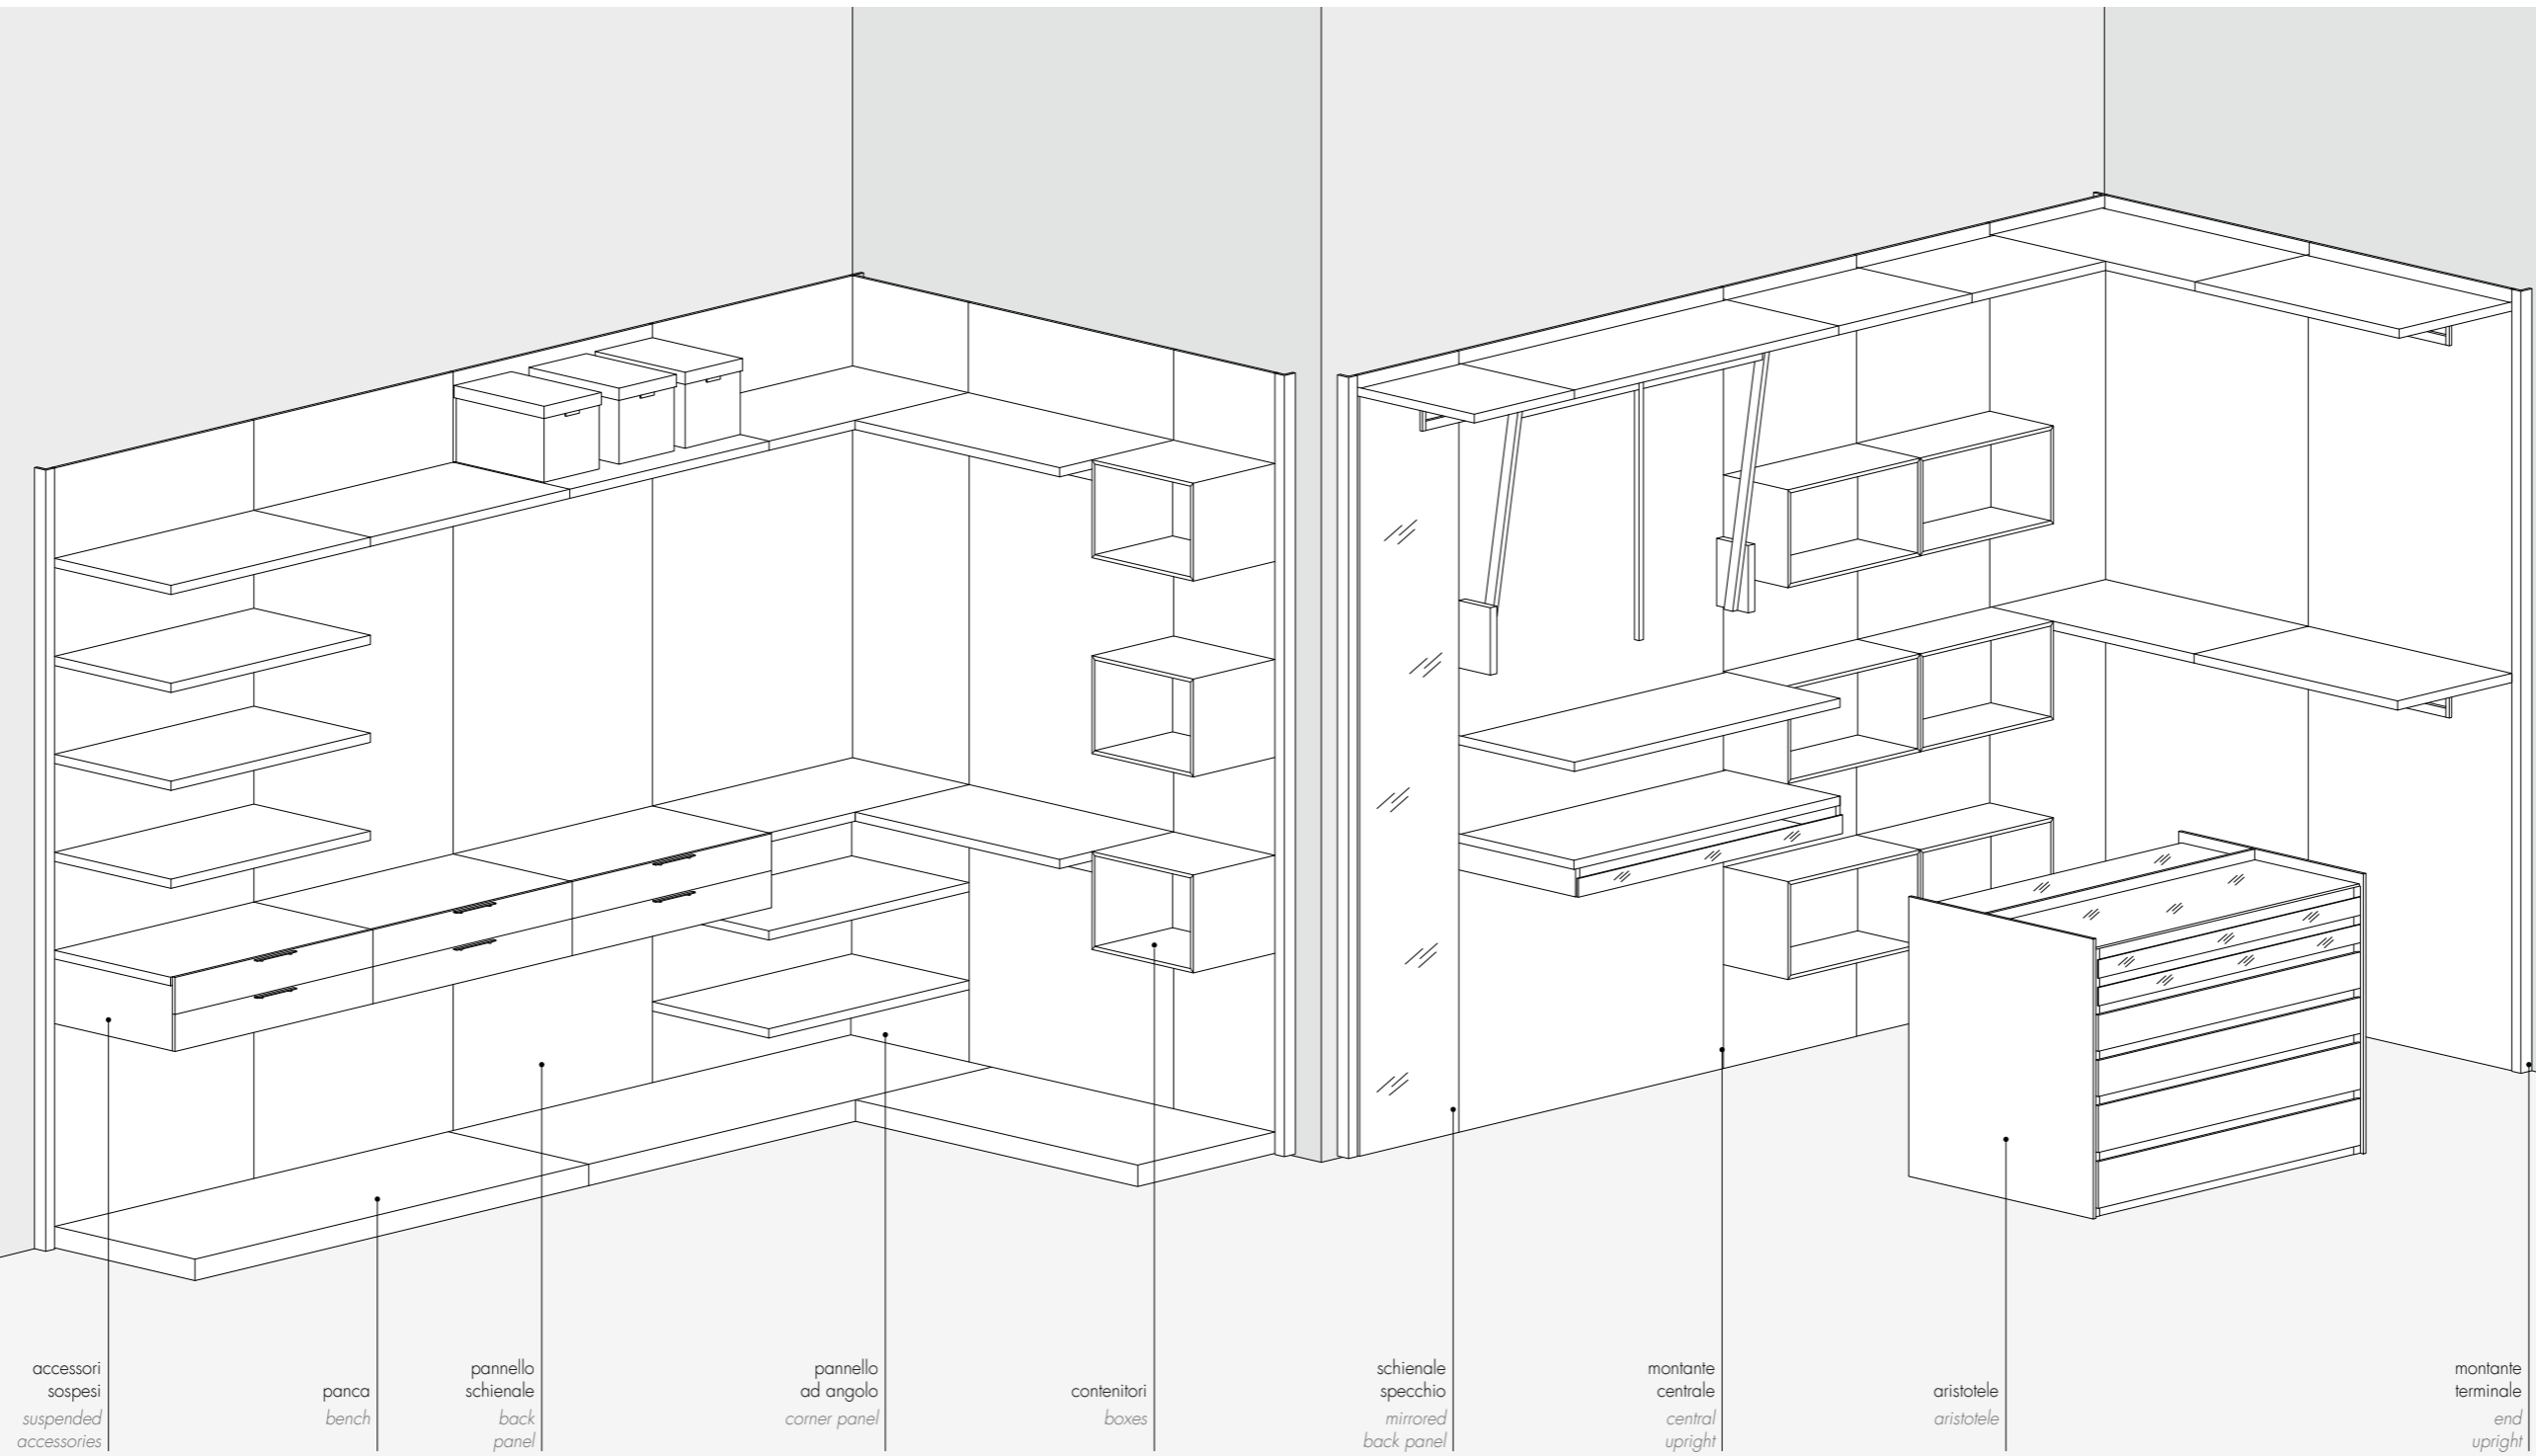 accessori
sospesi
suspended
accessories
panca
bench
pannello
schienale
back
panel
pannello
ad angolo
corner panel
contenitori
boxes
schienale
specchio
mirrored
back panel
montante
centrale
central
upright
aristotele
aristotele
montante
terminale
end
upright